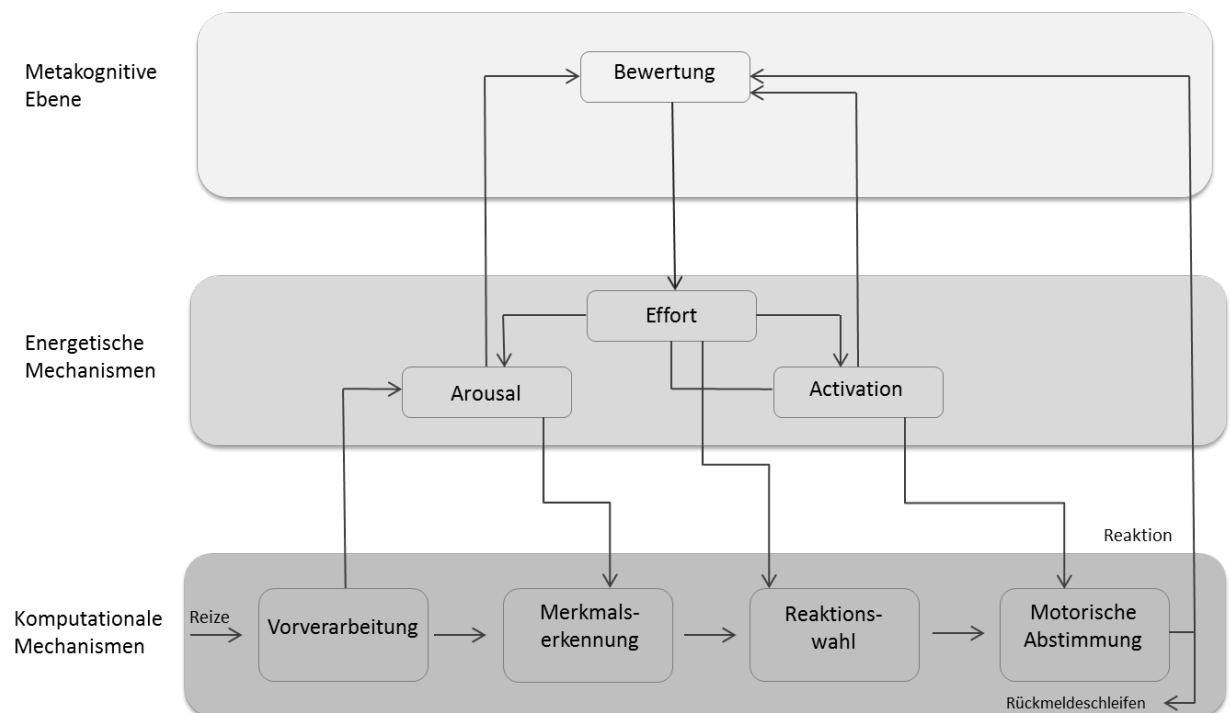 Metakognitive
Ebene
Bewertung
Energetische
Mechanismen
Effort
Arousal
Activation
Reaktion
Komputationale
Mechanismen
Reize
Vorverarbeitung
Merkmals-
erkennung
Reaktions-
wahl
Motorische
Abstimmung
Rückmeldeschleifen